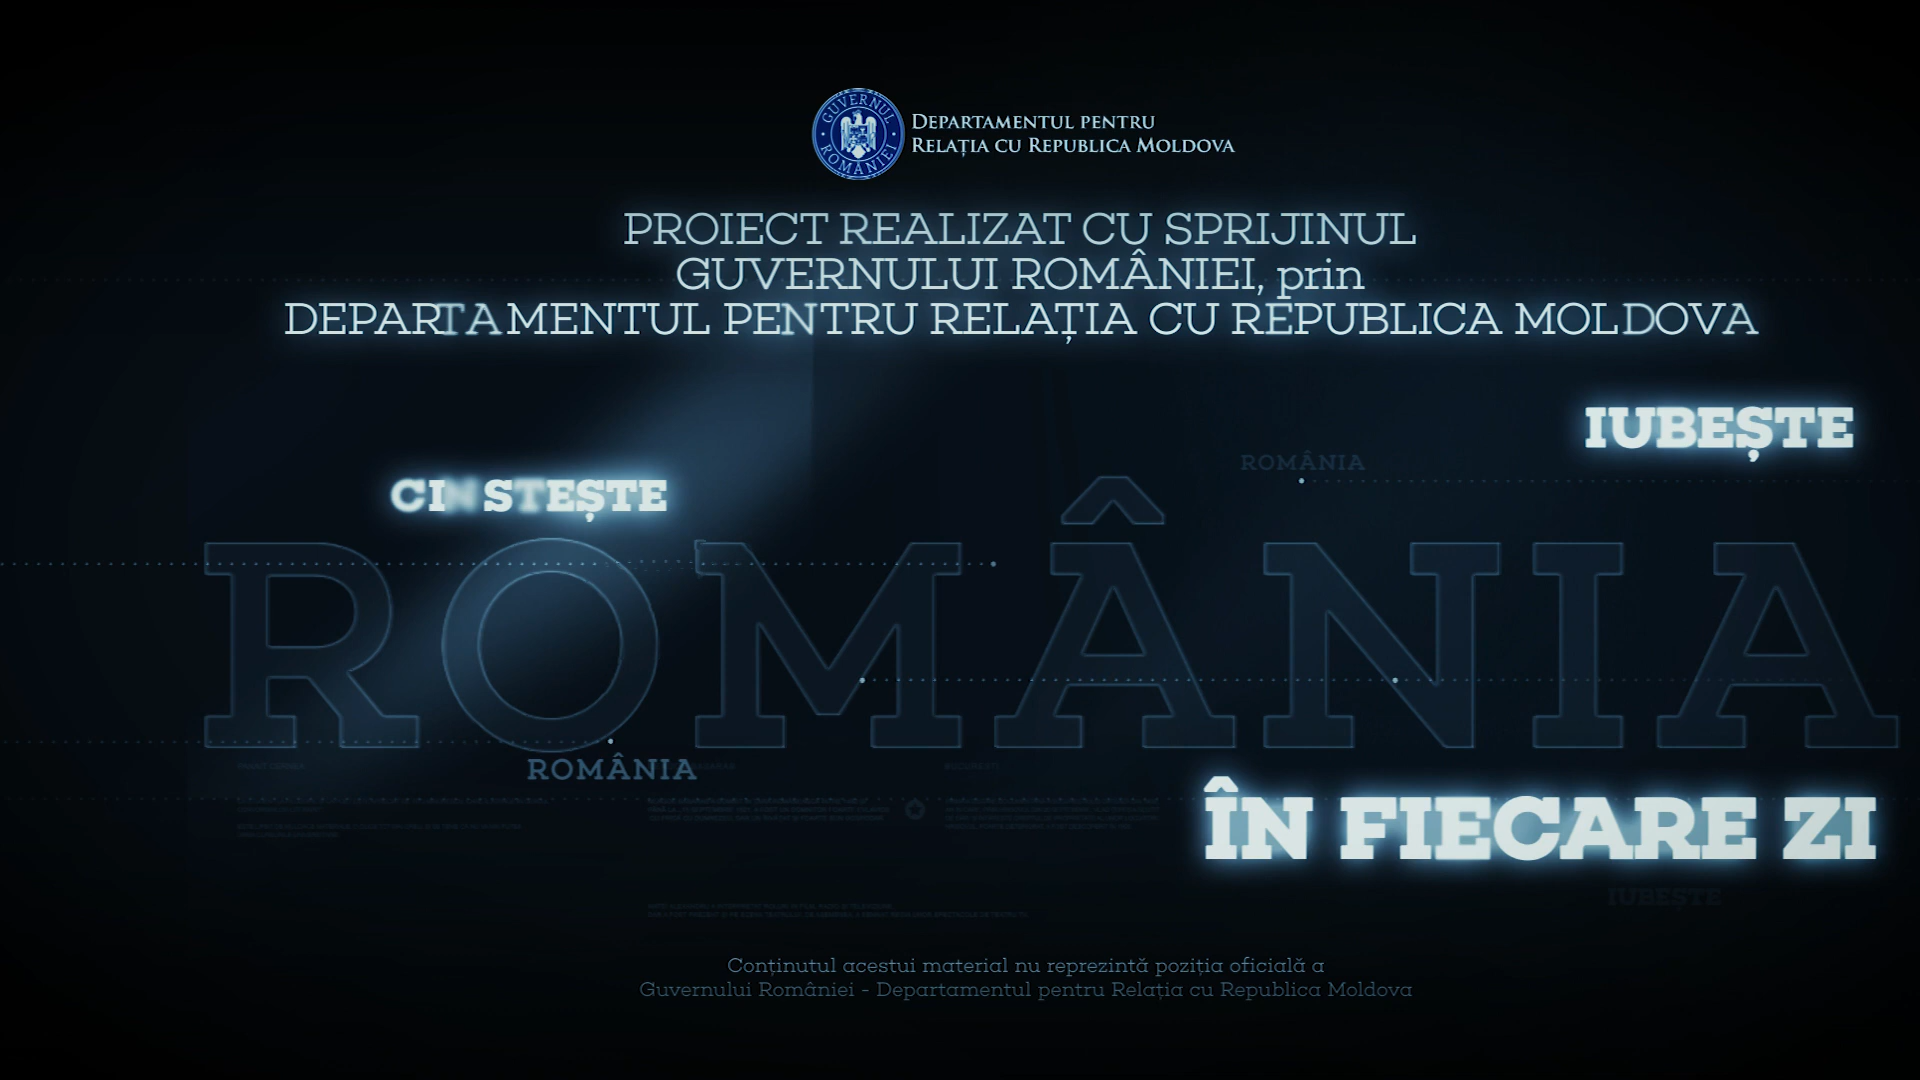 GUVERNUL ROMÂNIEI
DEPARTAMENTUL PENTRU
RELAȚIA CU REPUBLICA MOLDOVA
PROIECT REALIZAT CU SPRIJINUL
GUVERNULUI ROMÂNIEI, prin
DEPARTAMENTUL PENTRU RELAȚIA CU REPUBLICA MOLDOVA
IUBEȘTE
ROMÂNIA
CINSTEȘTE
ROMÂNIA
ROMÂNIA
ÎN FIECARE ZI
IUBEȘTE
Conținutul acestui material nu reprezintă poziția oficială a
Guvernului României - Departamentul pentru Relația cu Republica Moldova